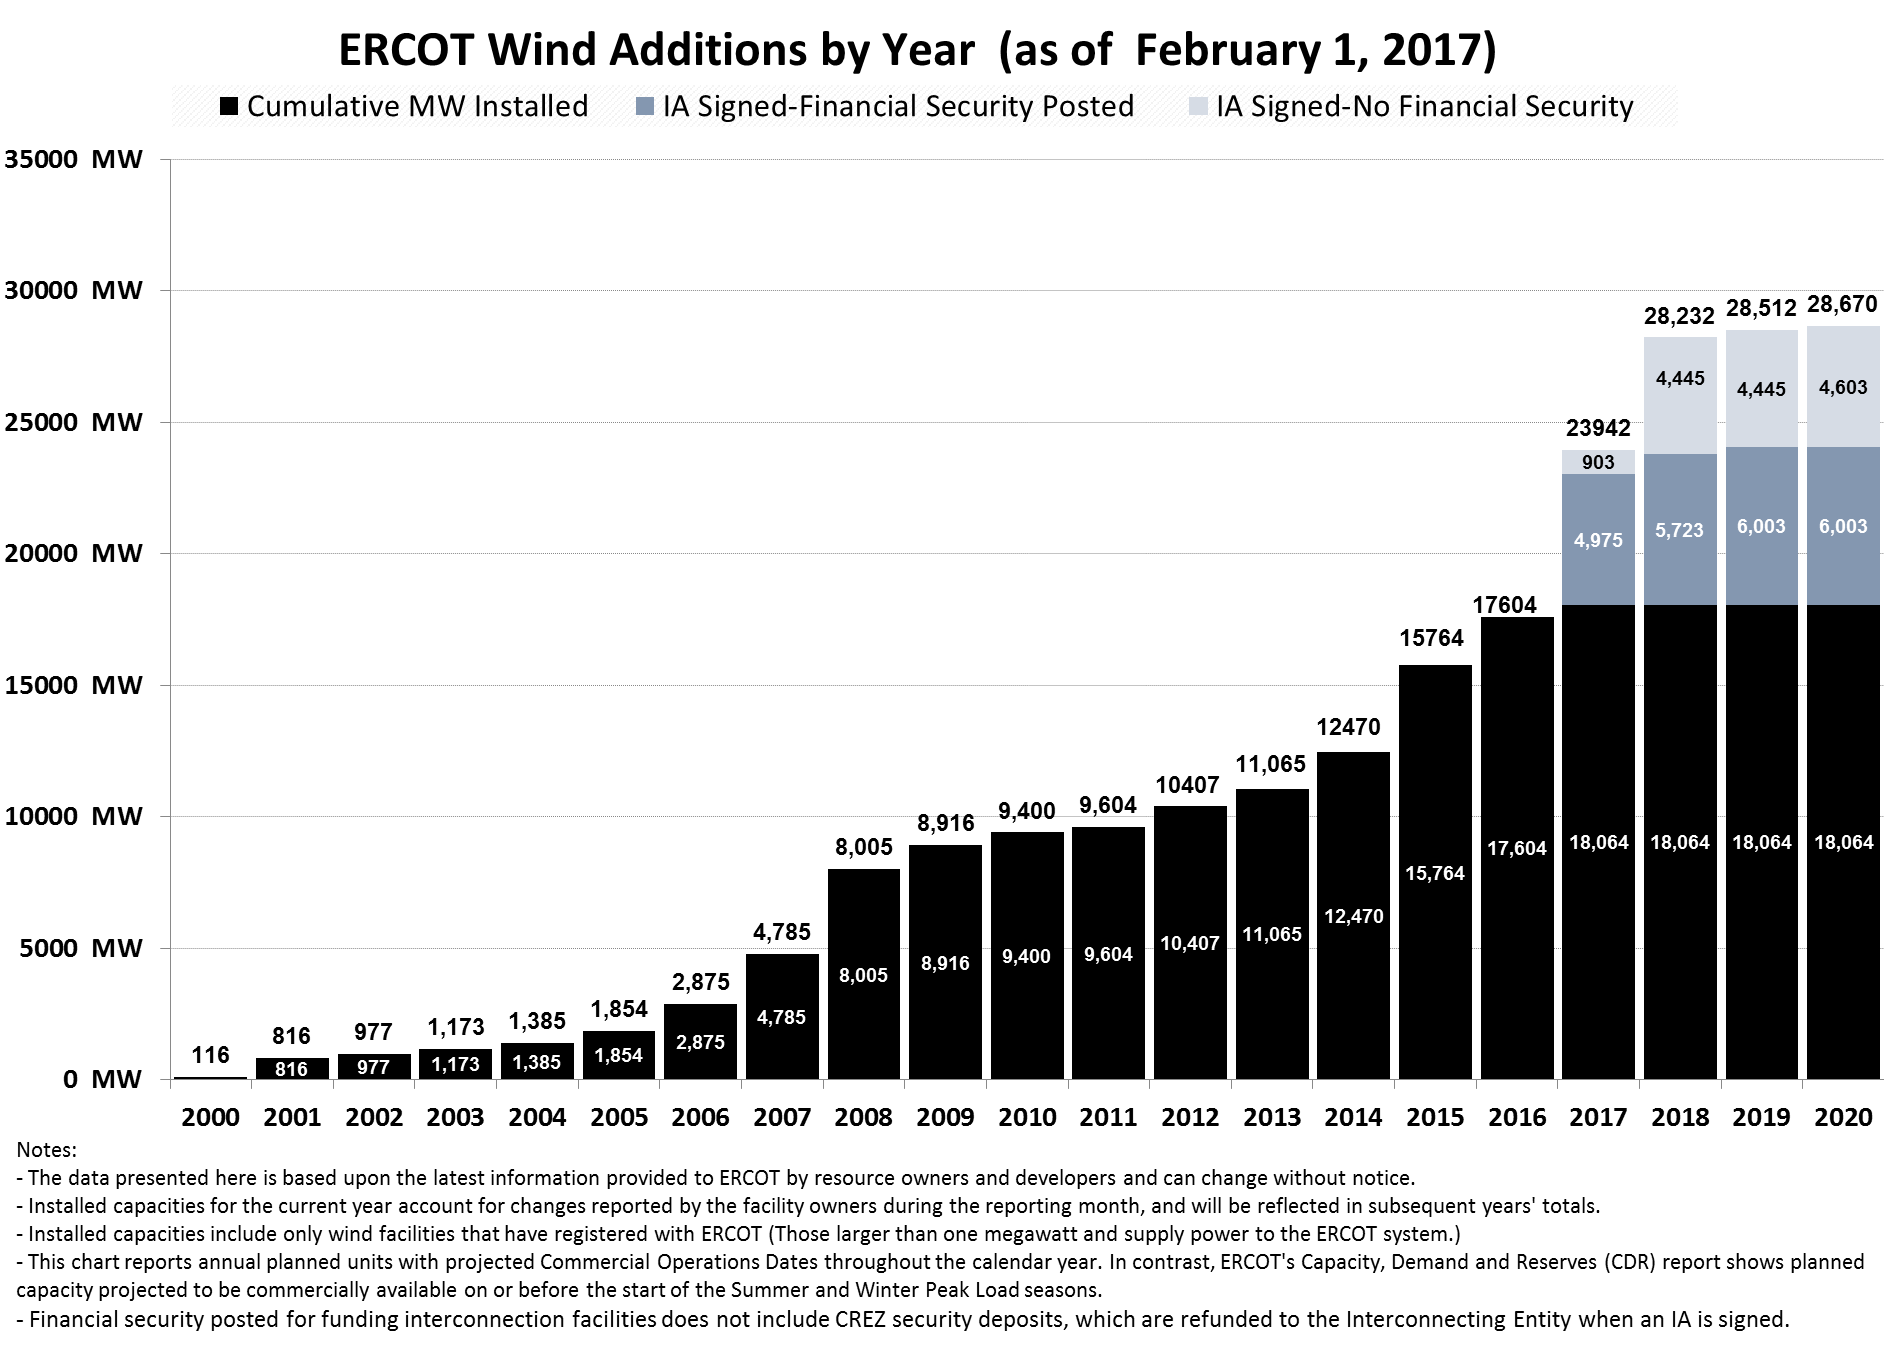 ERCOT Wind Additions by Year (as of February 1, 2017)
Cumulative MW Installed IA Signed-Financial Security Posted IA Signed-No Financial Security
35000 MW
30000 MW
25000 MW
20000 MW
15000 MW
10000 MW
5000 MW
0 MW
116 816 977 1,173 1,385 1,854 2,875 4,785 8,005 8,916 9,400 9,604 10407 11,065 12470 15764 17604 23942 28,232 28,512 28,670
903 4,445 4,445 4,603
4,975 5,723 6,003 6,003
816 977 1,173 1,385 1,854 2,875 4,785 8,005 8,916 9,400 9,604 10,407 11,065 12,470 15,764 17,604 18,064 18,064 18,064 18,064
2000 2001 2002 2003 2004 2005 2006 2007 2008 2009 2010 2011 2012 2013 2014 2015 2016 2017 2018 2019 2020
Notes:
- The data presented here is based upon the latest information provided to ERCOT by resource owners and developers and can change without notice.
- Installed capacities for the current year account for changes reported by the facility owners during the reporting month, and will be reflected in subsequent years' totals.
- Installed capacities include only wind facilities that have registered with ERCOT (Those larger than one megawatt and supply power to the ERCOT system.)
- This chart reports annual planned units with projected Commercial Operations Dates throughout the calendar year. In contrast, ERCOT's Capacity, Demand and Reserves (CDR) report shows planned
capacity projected to be commercially available on or before the start of the Summer and Winter Peak Load seasons.
- Financial security posted for funding interconnection facilities does not include CREZ security deposits, which are refunded to the Interconnecting Entity when an IA is signed.